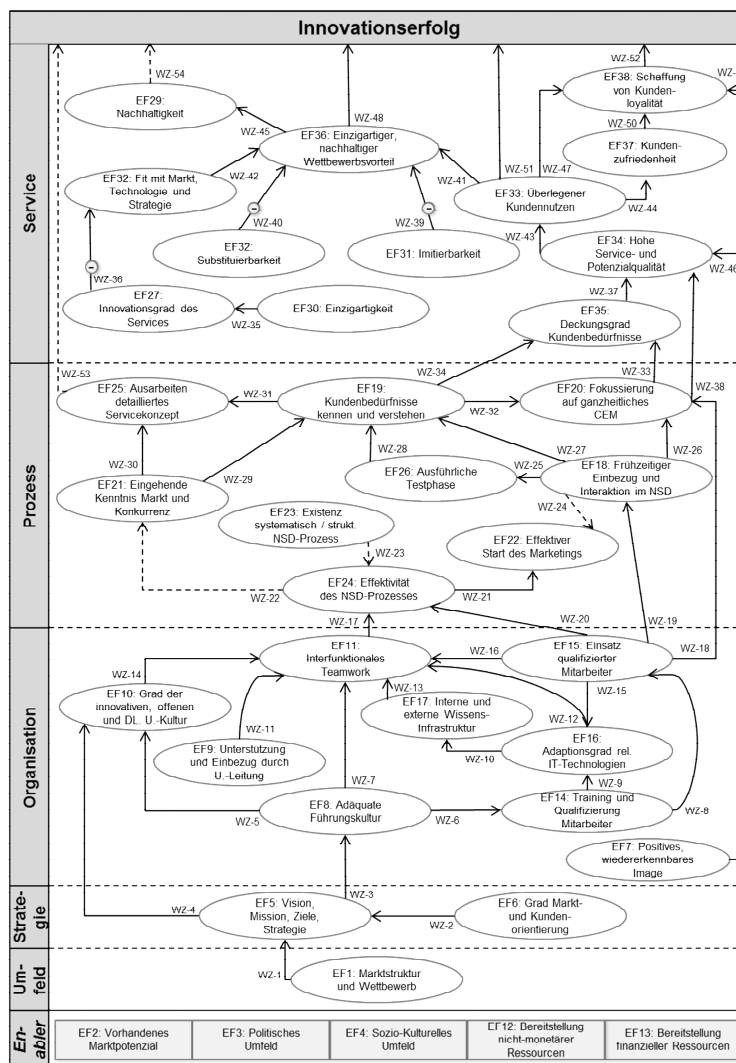 Innovationserfolg
Service
WZ-54
WZ-52
EF29:
Nachhaltigkeit
EF38: Schaffung
von Kunden-
loyalität
WZ-48
WZ-45
EF36: Einzigartiger,
nachhaltiger
Wettbewerbsvorteil
WZ-50
EF37: Kunden-
zufriedenheit
EF32: Fit mit Markt,
Technologie und
Strategie
WZ-42
WZ-41
WZ-51
WZ-47
EF33: Überlegener
Kundennutzen
WZ-44
WZ-40
WZ-39
EF32:
Substituierbarkeit
EF31: Imitierbarkeit
WZ-43
EF34: Hohe
Service- und
Potenzialqualität
WZ-46
WZ-36
EF27:
Innovationsgrad des
Services
WZ-35
EF30: Einzigartigkeit
WZ-37
EF35:
Deckungsgrad
Kundenbedürfnisse
Prozess
WZ-53
WZ-34
WZ-33
WZ-38
EF25: Ausarbeiten
detailliertes
Servicekonzept
WZ-31
EF19:
Kundenbedürfnisse
kennen und verstehen
WZ-32
EF20: Fokussierung
auf ganzheitliches
CEM
WZ-30
WZ-29
WZ-28
WZ-27
WZ-26
EF21: Eingehende
Kenntnis Markt und
Konkurrenz
EF26: Ausführliche
Testphase
WZ-25
EF18: Frühzeitiger
Einbezug und
Interaktion im NSD
WZ-24
EF23: Existenz
systematisch / strukt.
NSD-Prozess
WZ-23
EF22: Effektiver
Start des Marketings
WZ-22
EF24: Effektivität
des NSD-Prozesses
WZ-21
Organisation
WZ-17
WZ-20
WZ-19
WZ-14
EF11:
Interfunktionales
Teamwork
WZ-16
EF15: Einsatz
qualifizierter
Mitarbeiter
WZ-18
EF10: Grad der
innovativen, offenen
und DL. U.-Kultur
WZ-13
WZ-15
EF17: Interne und
externe Wissens-
Infrastruktur
WZ-11
WZ-12
EF9: Unterstützung
und Einbezug durch
U.-Leitung
WZ-10
EF16:
Adaptionsgrad rel.
IT-Technologien
WZ-7
WZ-9
WZ-5
EF8: Adäquate
Führungskultur
WZ-6
EF14: Training und
Qualifizierung
Mitarbeiter
WZ-8
EF7: Positives,
wiedererkennbares
Image
Strate-
gie
WZ-4
WZ-3
EF5: Vision,
Mission, Ziele,
Strategie
WZ-2
EF6: Grad Markt-
und Kunden-
orientierung
Um-
feld
WZ-1
EF1: Marktstruktur
und Wettbewerb
En-
abler
EF2: Vorhandenes
Marktpotenzial
EF3: Politisches
Umfeld
EF4: Sozio-Kulturelles
Umfeld
EF12: Bereitstellung
nicht-monetärer
Ressourcen
EF13: Bereitstellung
finanzieller Ressourcen